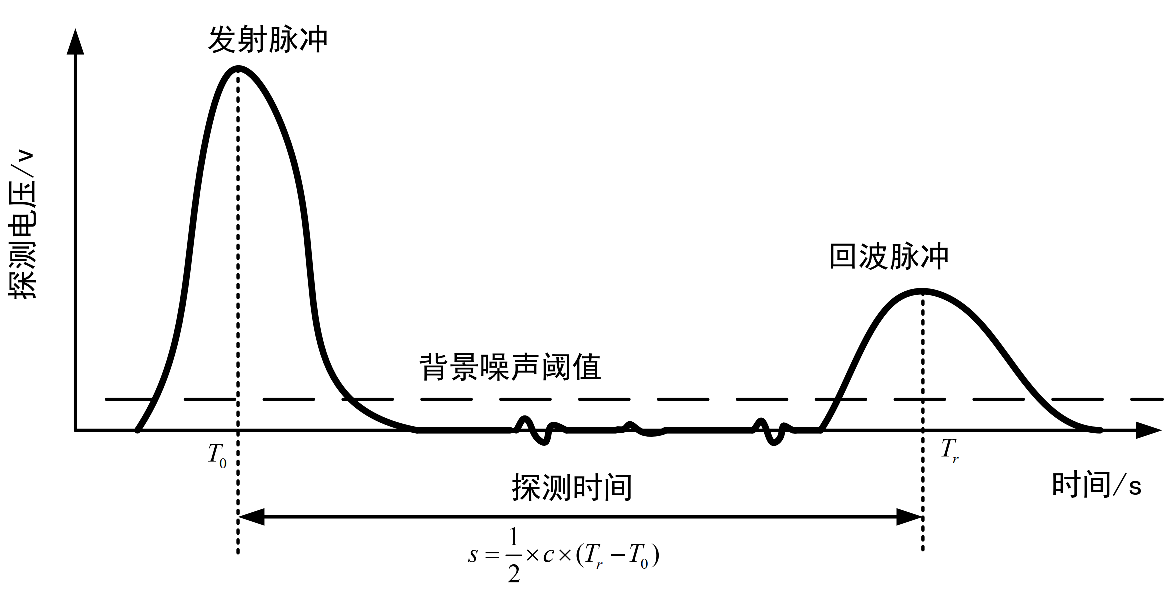 发射脉冲
探测电压/v
回波脉冲
背景噪声阈值
T₀
Tᵣ
探测时间
时间/s
s = 1/2 × c × (Tᵣ − T₀)